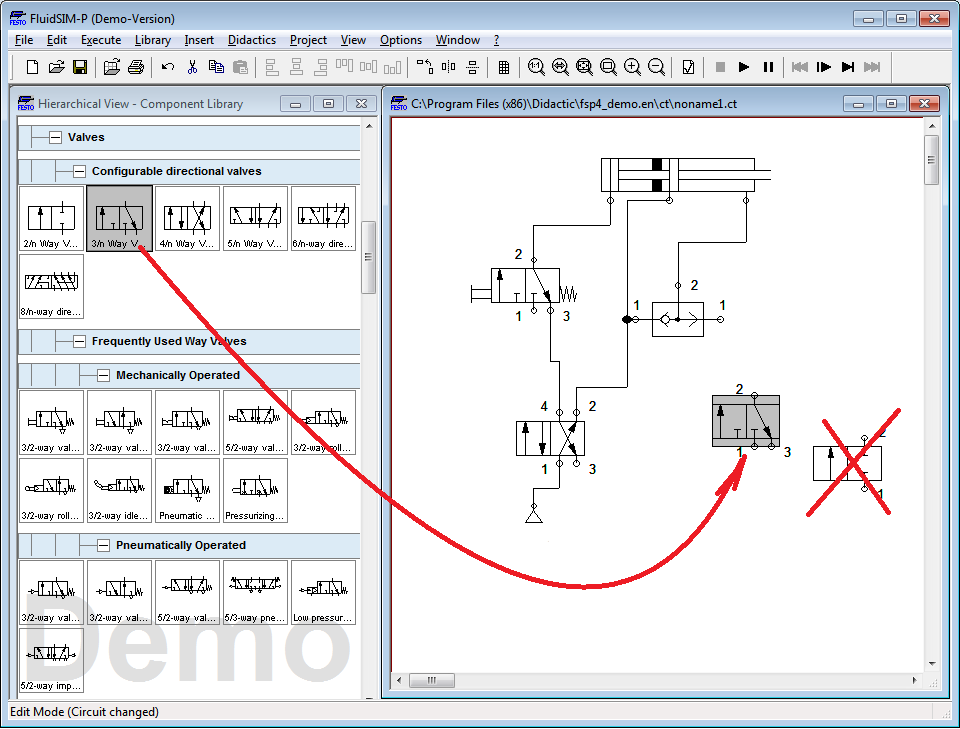 FESTO FluidSIM-P (Demo-Version)
File Edit Execute Library Insert Didactics Project View Options Window ?
1:1
FESTO Hierarchical View - Component Library
FESTO C:\Program Files (x86)\Didactic\fsp4_demo.en\ct\noname1.ct
Valves
Configurable directional valves
2/n Way V... 3/n Way V... 4/n Way V... 5/n Way V... 6/n-way dire...
8/n-way dire...
Frequently Used Way Valves
Mechanically Operated
3/2-way val... 3/2-way val... 3/2-way val... 5/2-way val... 3/2-way roll...
3/2-way roll... 3/2-way idle... Pneumatic ... Pressurizing...
Pneumatically Operated
3/2-way val... 3/2-way val... 5/2-way val... 5/3-way pne... Low pressur...
5/2-way imp...
Demo
2
1 3
2
1 1
4 2
1 3
2
1 3
2
1
Edit Mode (Circuit changed)